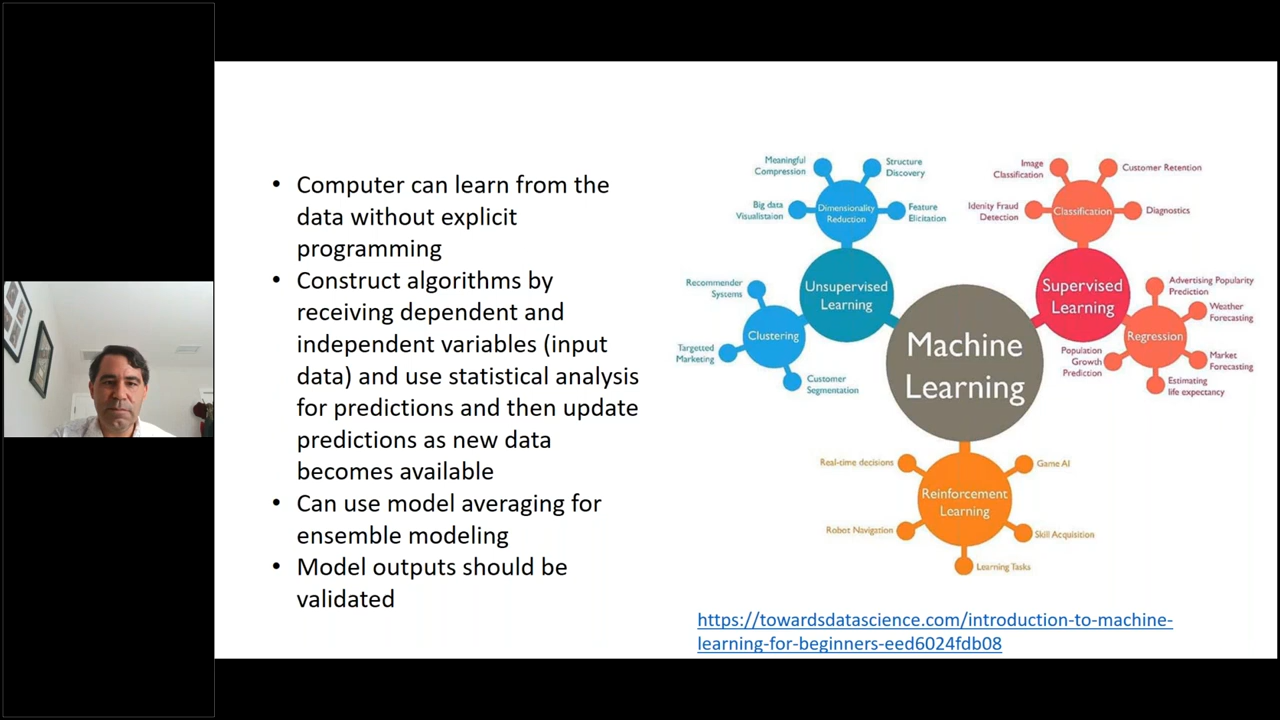 • Computer can learn from the
data without explicit
programming
• Construct algorithms by
receiving dependent and
independent variables (input
data) and use statistical analysis
for predictions and then update
predictions as new data
becomes available
• Can use model averaging for
ensemble modeling
• Model outputs should be
validated
Meaningful
Compression
Structure
Discovery
Big data
Visualistaion
Dimensionality
Reduction
Feature
Elicitation
Unsupervised
Learning
Recommender
Systems
Clustering
Targetted
Marketing
Customer
Segmentation
Machine
Learning
Image
Classification
Customer Retention
Idenity Fraud
Detection
Classification
Diagnostics
Supervised
Learning
Advertising Popularity
Prediction
Weather
Forecasting
Regression
Population
Growth
Prediction
Market
Forecasting
Estimating
life expectancy
Real-time decisions
Game AI
Reinforcement
Learning
Robot Navigation
Skill Acquisition
Learning Tasks
https://towardsdatascience.com/introduction-to-machine-
learning-for-beginners-eed6024fdb08